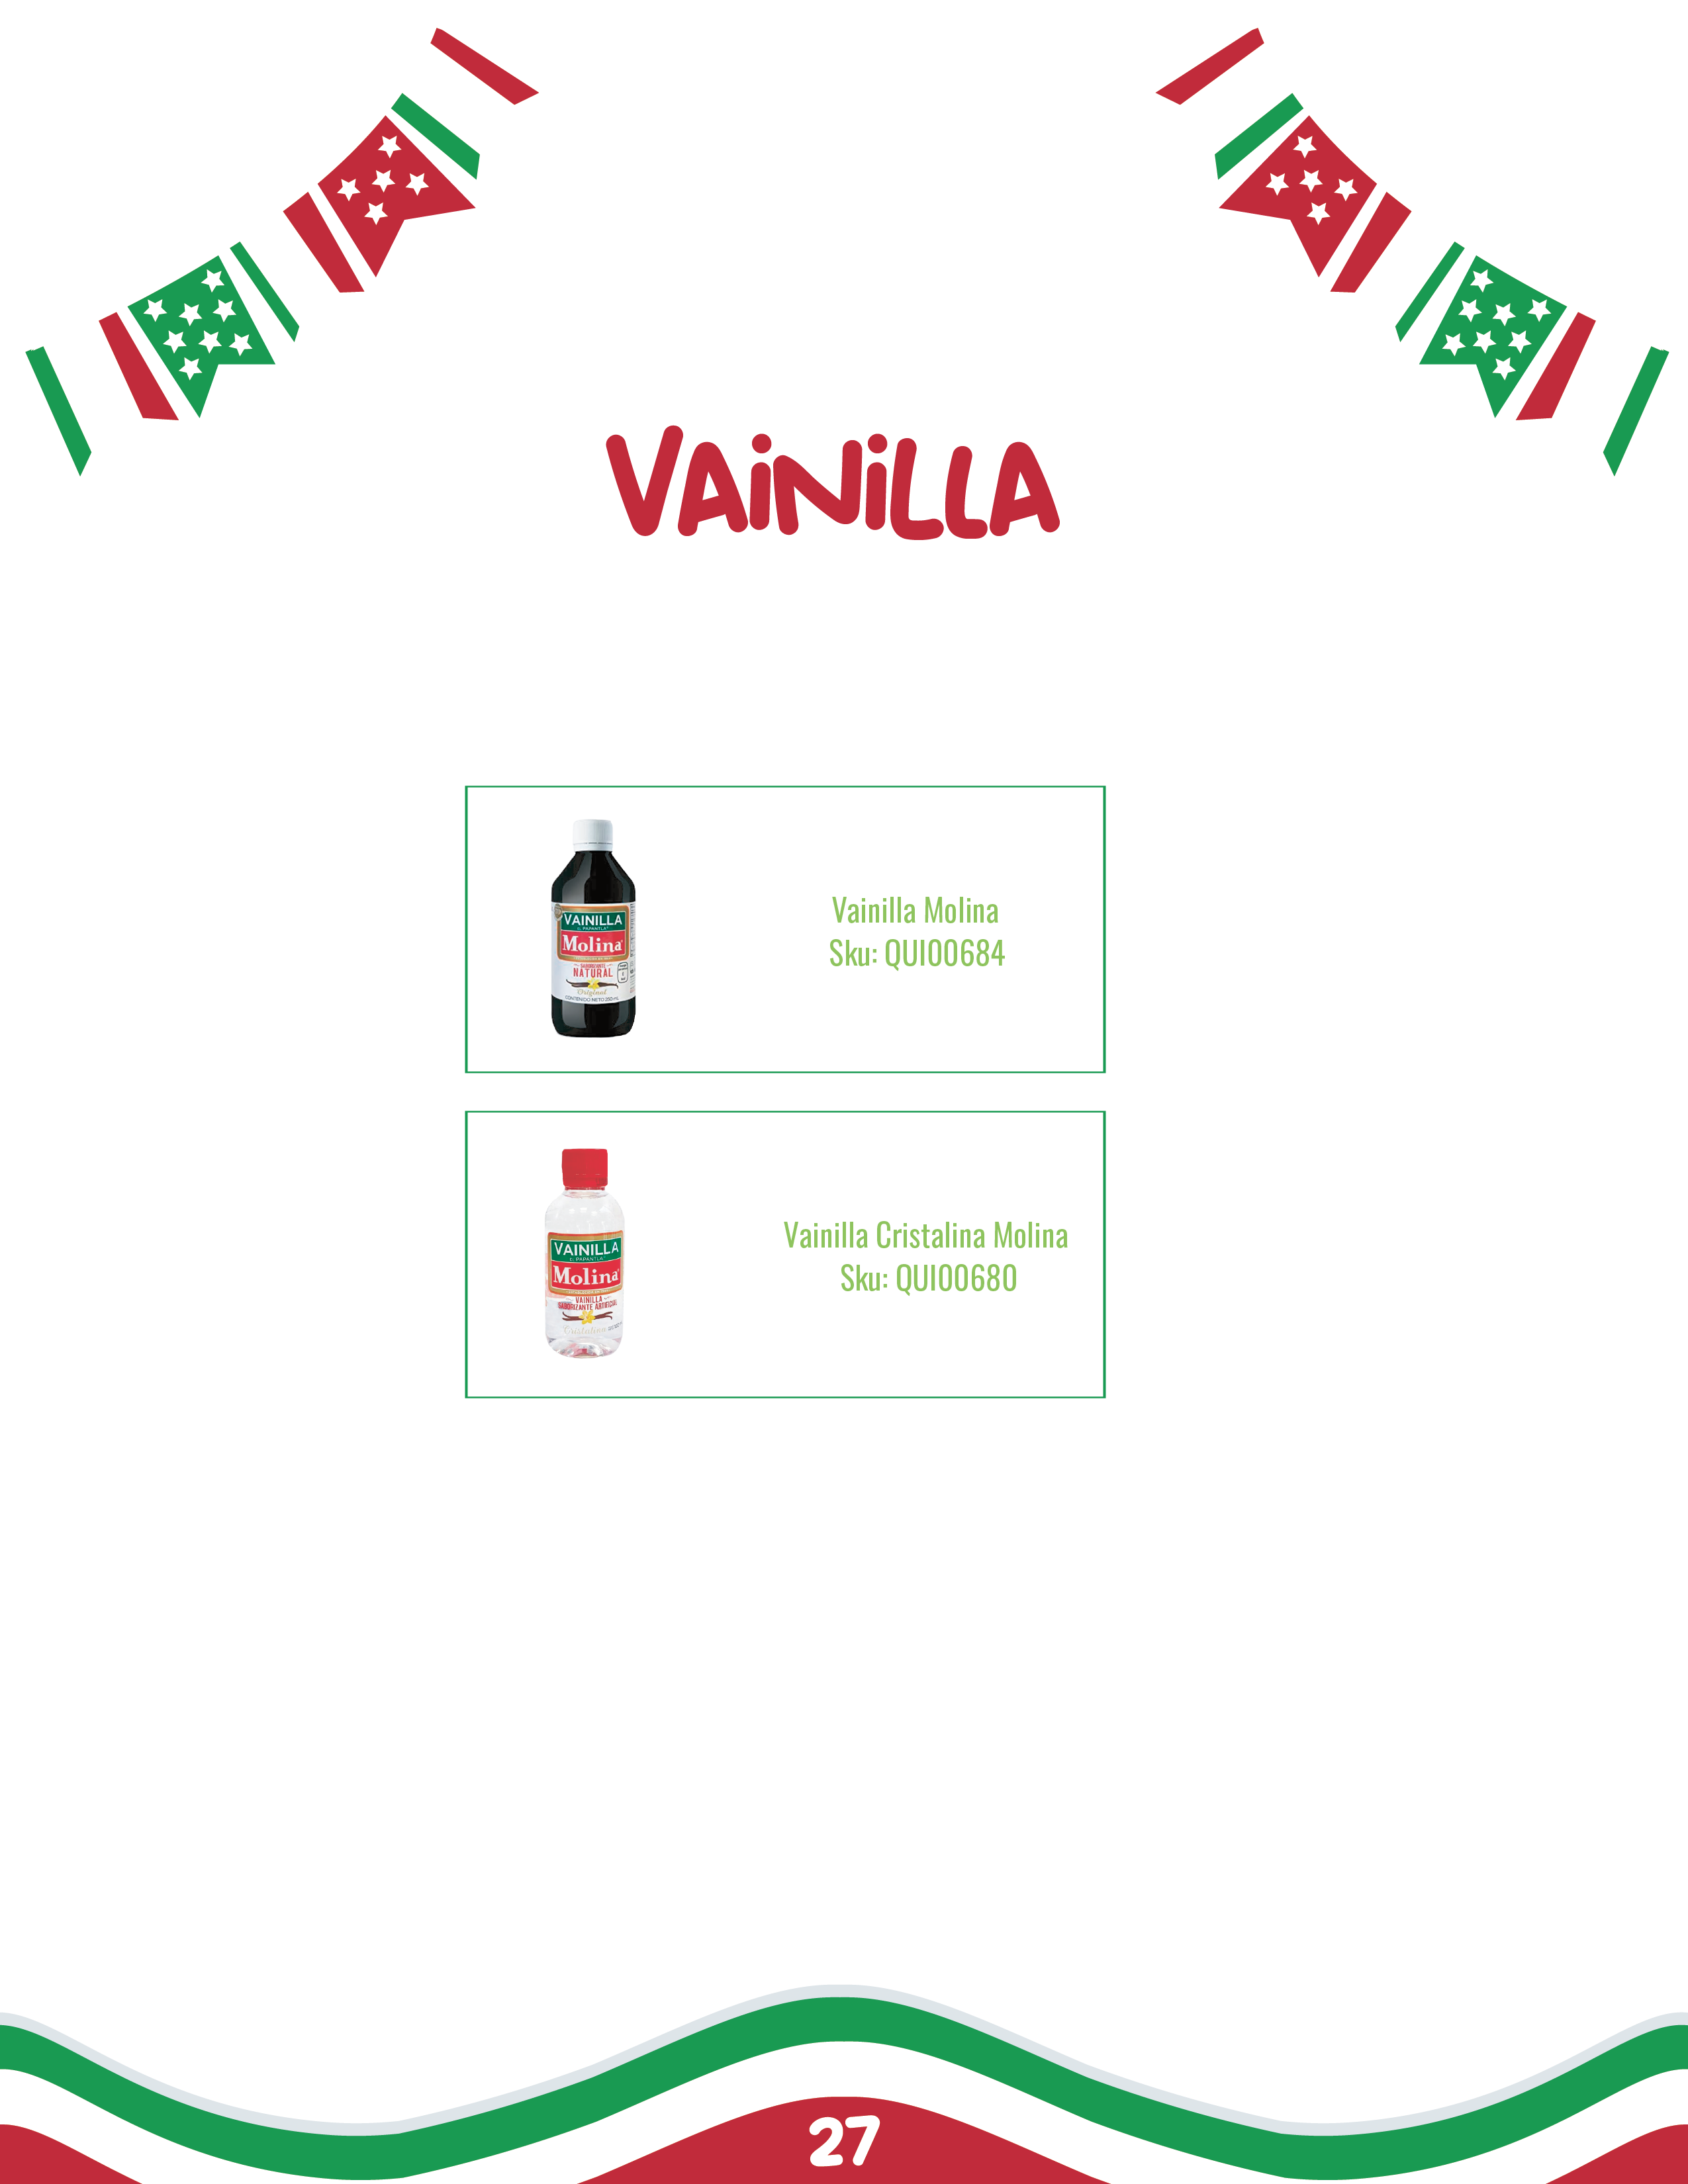 VAiNiLLA
VAINILLA
Molina
NATURAL
Original
CONTENIDO NETO 250 mL
Vainilla Molina
Sku: QUI00684
VAINILLA
Molina
VAINILLA
SABORIZANTE ARTIFICIAL
Cristalina
Vainilla Cristalina Molina
Sku: QUI00680
27